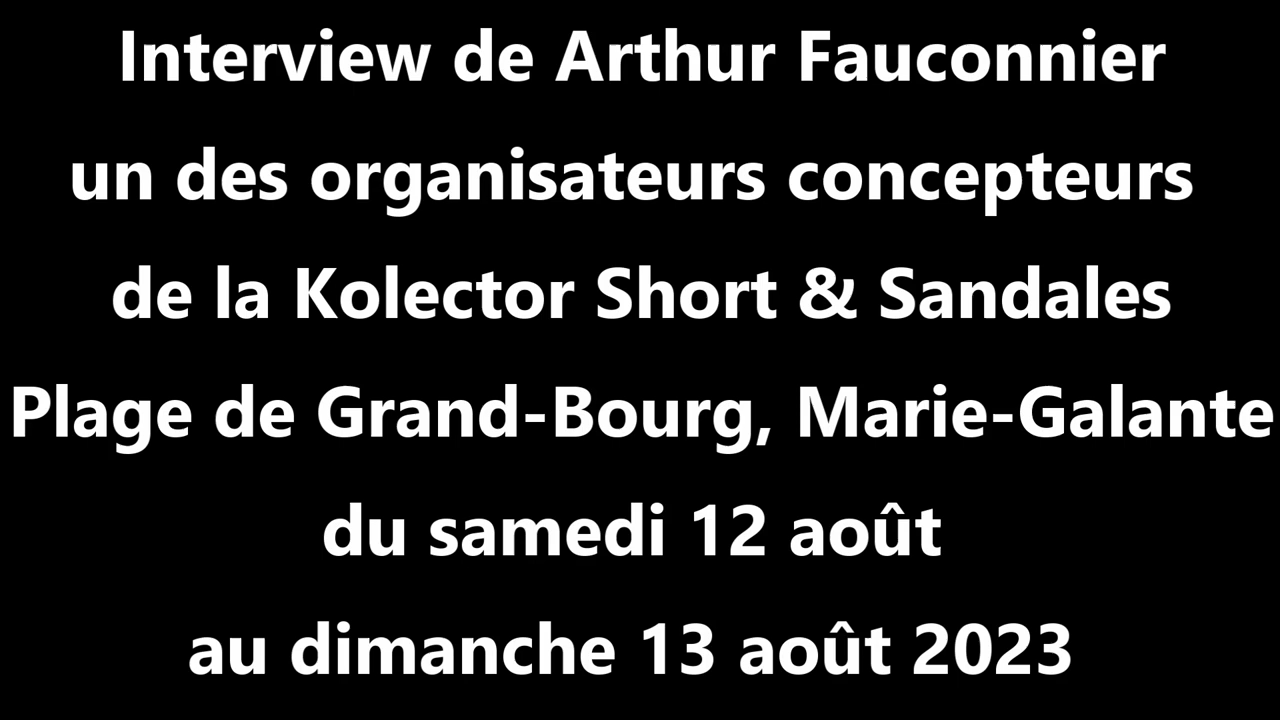 Interview de Arthur Fauconnier
un des organisateurs concepteurs
de la Kolector Short & Sandales
Plage de Grand-Bourg, Marie-Galante
du samedi 12 août
au dimanche 13 août 2023